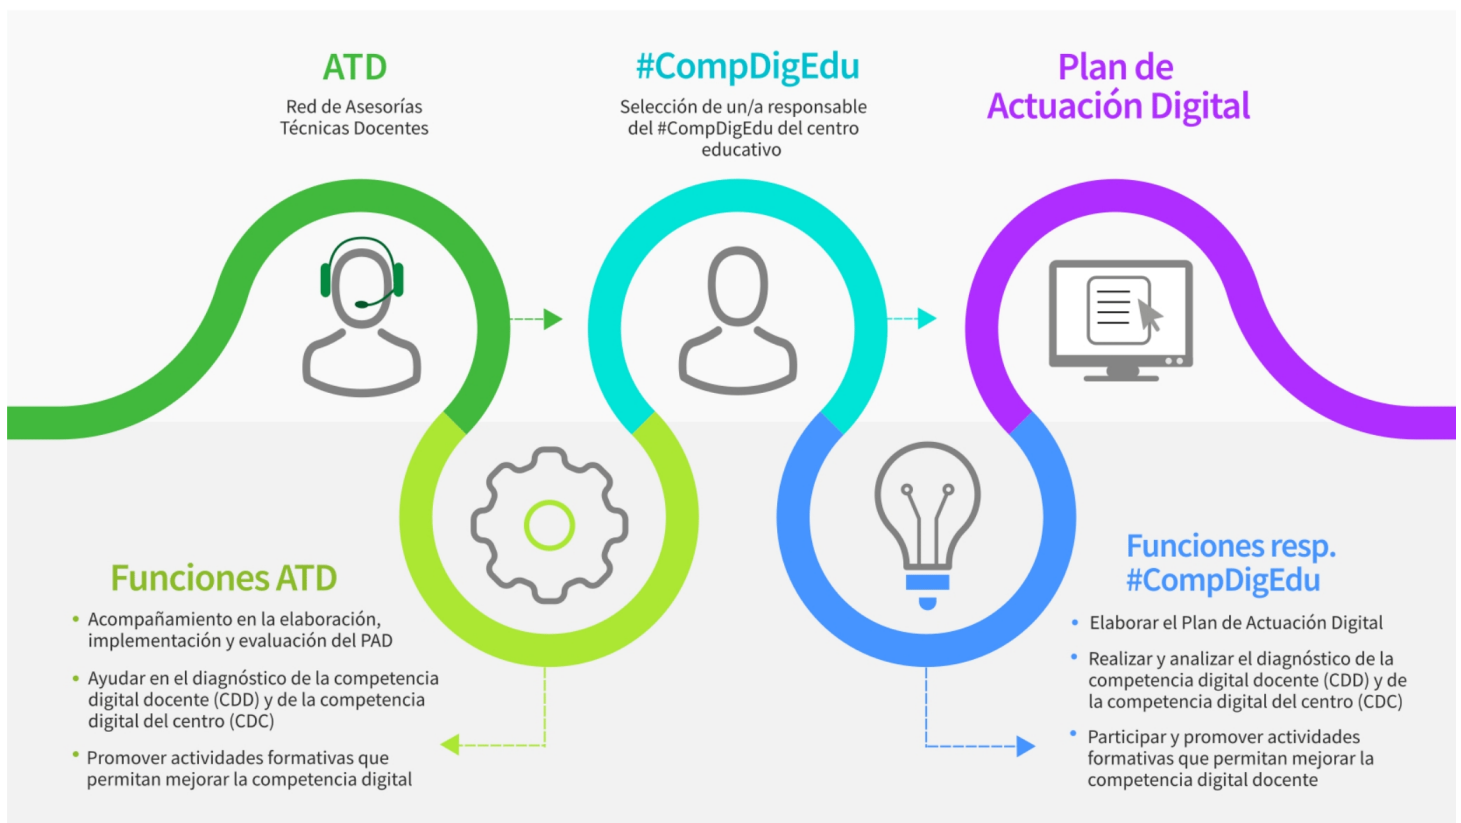 ATD
Red de Asesorías
Técnicas Docentes
#CompDigEdu
Selección de un/a responsable
del #CompDigEdu del centro
educativo
Plan de
Actuación Digital
Funciones ATD
• Acompañamiento en la elaboración,
implementación y evaluación del PAD
• Ayudar en el diagnóstico de la competencia
digital docente (CDD) y de la competencia
digital del centro (CDC)
• Promover actividades formativas que
permitan mejorar la competencia digital
Funciones resp.
#CompDigEdu
• Elaborar el Plan de Actuación Digital
• Realizar y analizar el diagnóstico de la
competencia digital docente (CDD) y de
la competencia digital del centro (CDC)
• Participar y promover actividades
formativas que permitan mejorar la
competencia digital docente